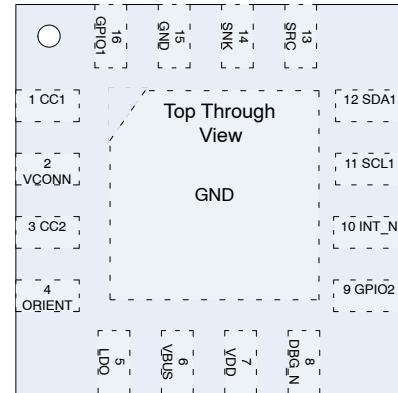 16 GPIO1
15 GND
14 SNK
13 SRC
1 CC1
2
VCONN
3 CC2
4
ORIENT
Top Through
View
GND
12 SDA1
11 SCL1
10 INT_N
9 GPIO2
5 LDO
6 VBUS
7 VDD
8 DBG_N